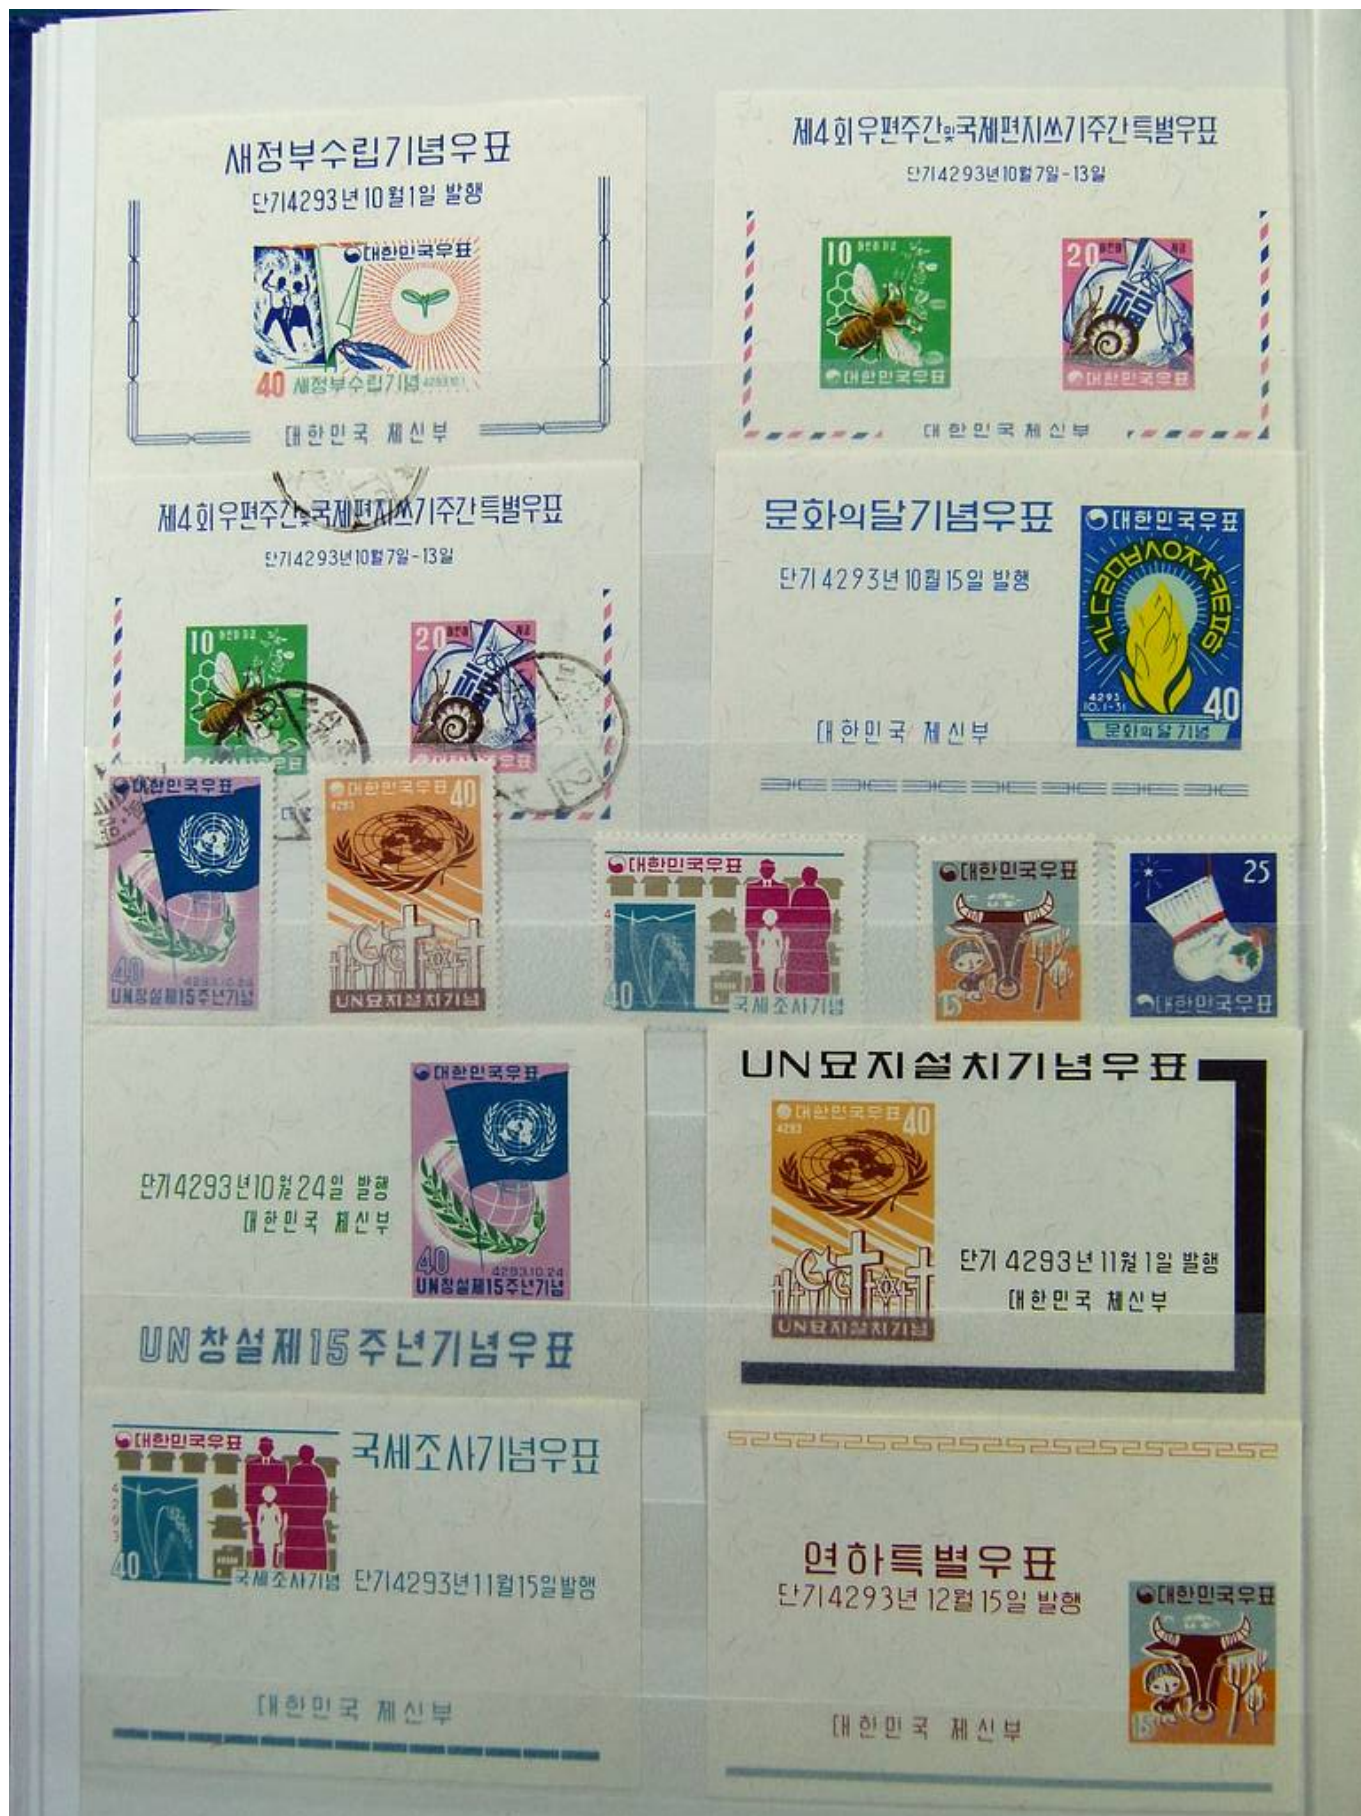 새정부수립기념우표
단기4293년10월1일 발행
대한민국우표
40 새정부수립기념 4293.10.1
대한민국 체신부
제4회우편주간및국제편지쓰기주간특별우표
단기4293년10월7일-13일
10
대한민국우표
20
대한민국우표
대한민국체신부
제4회우편주간및국제편지쓰기주간특별우표
단기4293년10월7일-13일
10
20
문화의달기념우표
단기4293년10월15일 발행
대한민국 체신부
대한민국우표
ㄱㄴㄷㄹㅁㅂㅅㅇㅈㅊㅋㅌㅍㅎ
4293
10.1-31
40
문화의달기념
대한민국우표
40
4293.10.24
UN창설제15주년기념
대한민국우표 40
4293
UN묘지설치기념
대한민국우표
4293
40
국세조사기념
대한민국우표
15
25
대한민국우표
단기4293년10월24일 발행
대한민국 체신부
대한민국우표
40
4293.10.24
UN창설제15주년기념
UN창설제15주년기념우표
UN묘지설치기념우표
대한민국우표 40
4293
UN묘지설치기념
단기4293년11월1일 발행
대한민국 체신부
대한민국우표
4293
40
국세조사기념
국세조사기념우표
단기4293년11월15일발행
대한민국 체신부
연하특별우표
단기4293년 12월15일 발행
대한민국우표
15
대한민국 체신부